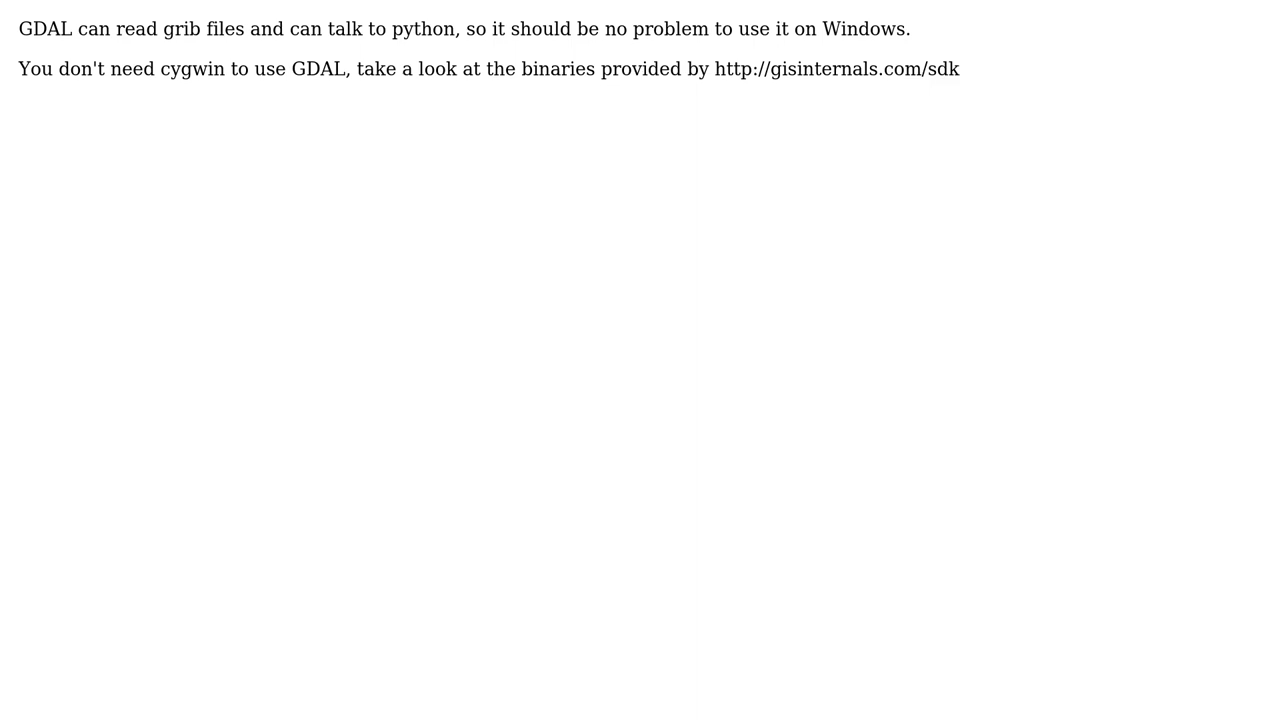 GDAL can read grib files and can talk to python, so it should be no problem to use it on Windows.
You don't need cygwin to use GDAL, take a look at the binaries provided by http://gisinternals.com/sdk